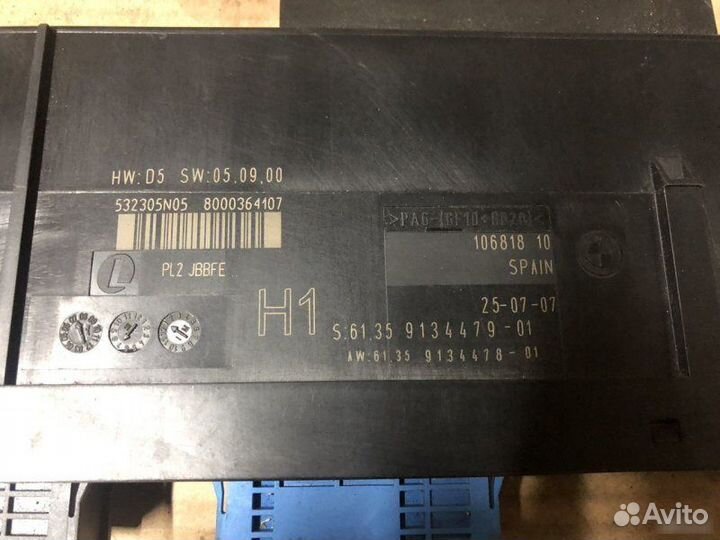 HW:D5 SW:05.09.00
532305N05 8000364107
L
PL2 JBBFE
H1
>PA6-(GF10+GB20)<
106818 10
SPAIN
25-07-07
S:61.35 9134479-01
AW:61.35 9134478-01
Avito